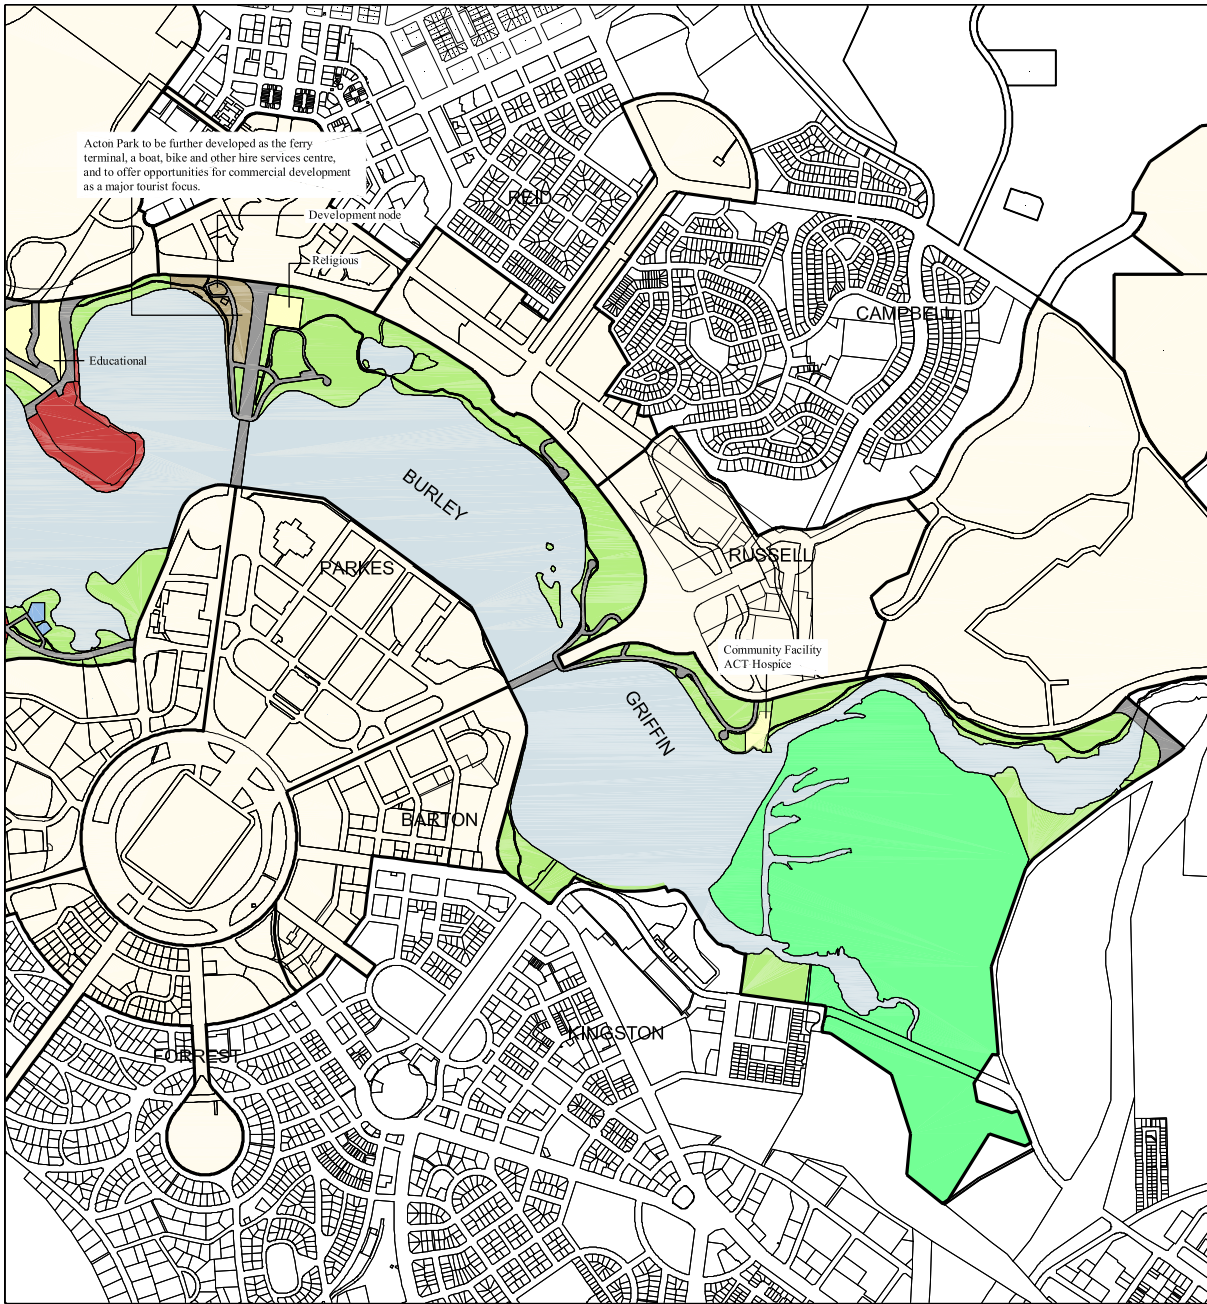 Acton Park to be further developed as the ferry
terminal, a boat, bike and other hire services centre,
and to offer opportunities for commercial development
as a major tourist focus.
REID
Development node
Religious
CAMPBELL
Educational
BURLEY
RUSSELL
PARKES
Community Facility
ACT Hospice
GRIFFIN
BARTON
KINGSTON
FORREST